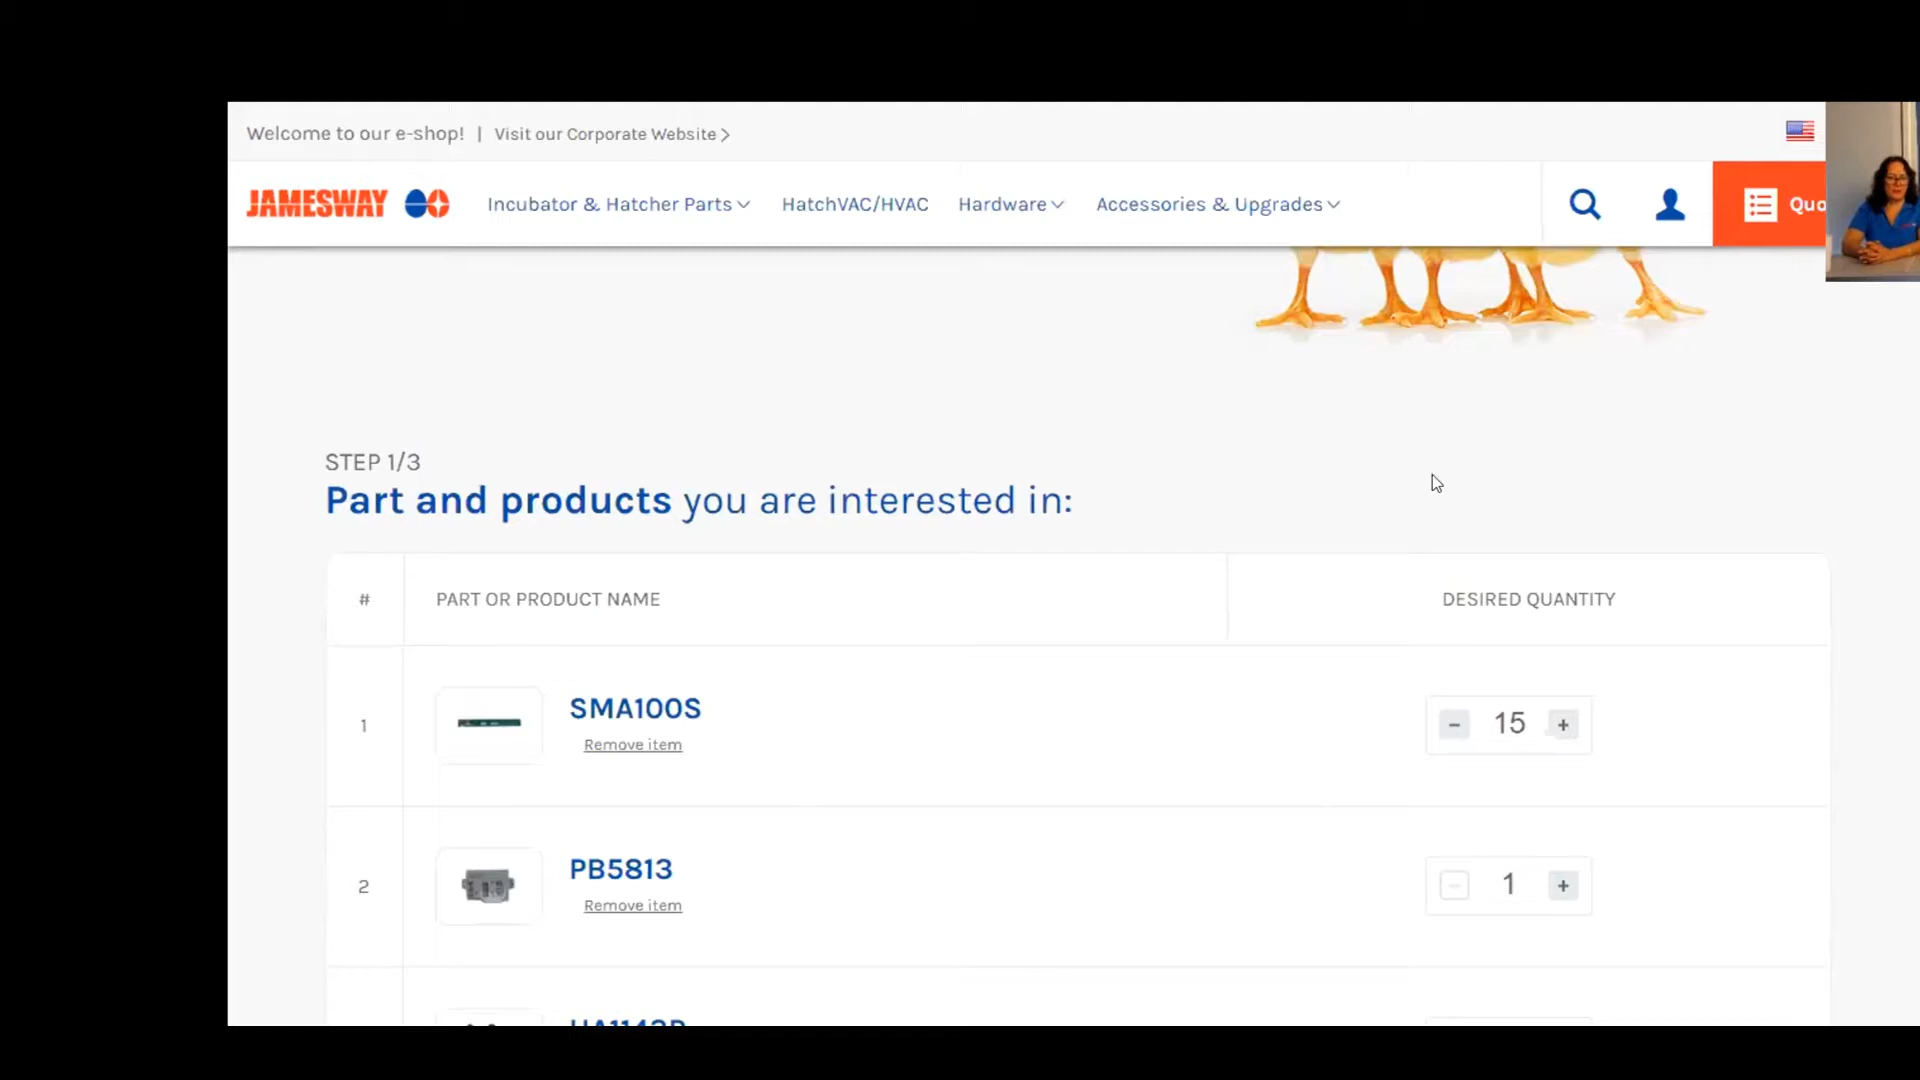 Welcome to our e-shop! | Visit our Corporate Website >
JAMESWAY Incubator & Hatcher Parts HatchVAC/HVAC Hardware Accessories & Upgrades Quo
STEP 1/3
Part and products you are interested in:
# PART OR PRODUCT NAME DESIRED QUANTITY
1 SMA100S - 15 +
Remove item
2 PB5813 - 1 +
Remove item